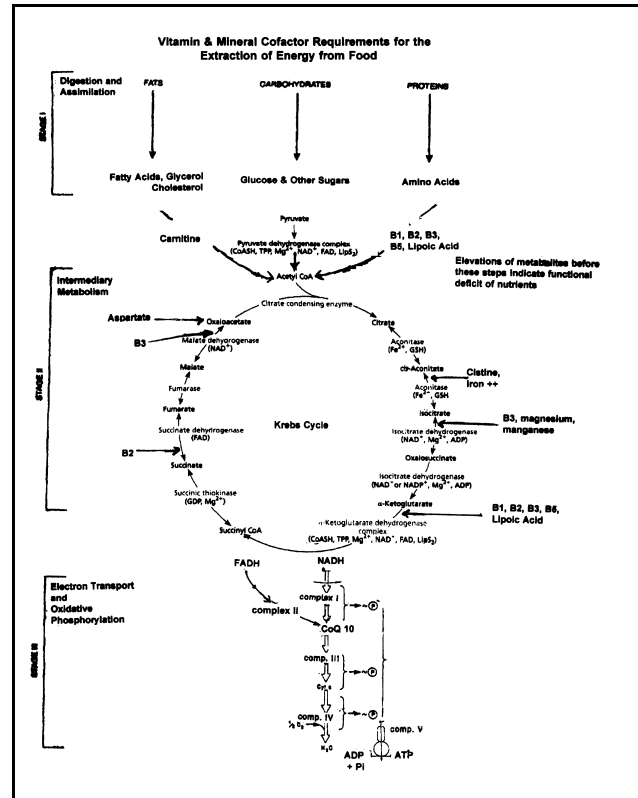 Vitamin & Mineral Cofactor Requirements for the
Extraction of Energy from Food
STAGE I
Digestion and
Assimilation
FATS
CARBOHYDRATES
PROTEINS
Fatty Acids, Glycerol
Cholesterol
Glucose & Other Sugars
Amino Acids
Carnitine
Pyruvate
Pyruvate dehydrogenase complex
(CoASH, TPP, Mg²⁺, NAD⁺, FAD, LipS₂)
B1, B2, B3,
B5, Lipoic Acid
Acetyl CoA
Elevations of metabolites before
these steps indicate functional
deficit of nutrients
STAGE II
Intermediary
Metabolism
Citrate condensing enzyme
Aspartate
Oxaloacetate
Citrate
B3
Malate dehydrogenase
(NAD⁺)
Aconitase
(Fe²⁺, GSH)
Malate
cis-Aconitate
Cistine,
Iron ++
Fumarase
Aconitase
(Fe²⁺, GSH
Fumarate
Isocitrate
B3, magnesium,
manganese
Succinate dehydrogenase
(FAD)
Krebs Cycle
Isocitrate dehydrogenase
(NAD⁺, Mg²⁺, ADP)
B2
Oxalosuccinate
Succinate
Isocitrate dehydrogenase
(NAD⁺ or NADP⁺, Mg²⁺, ADP)
Succinic thiokinase
(GDP, Mg²⁺)
α-Ketoglutarate
B1, B2, B3, B5,
Lipoic Acid
Succinyl CoA
α-Ketoglutarate dehydrogenase
complex
(CoASH, TPP, Mg²⁺, NAD⁺, FAD, LipS₂)
STAGE III
Electron Transport
and
Oxidative
Phosphorylation
FADH
NADH
complex I
~ P
complex II
CoQ 10
comp. III
~ P
comp. IV
~ P
½ O₂
H₂O
comp. V
ADP
+ Pi
ATP